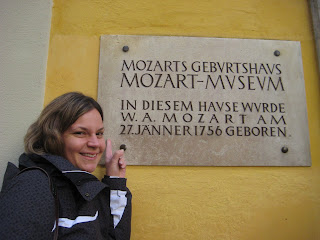 MOZARTS GEBVRTSHAVS
MOZART-MVSEVM
IN DIESEM HAVSE WVRDE
W. A. MOZART AM
27. JÄNNER 1756 GEBOREN.